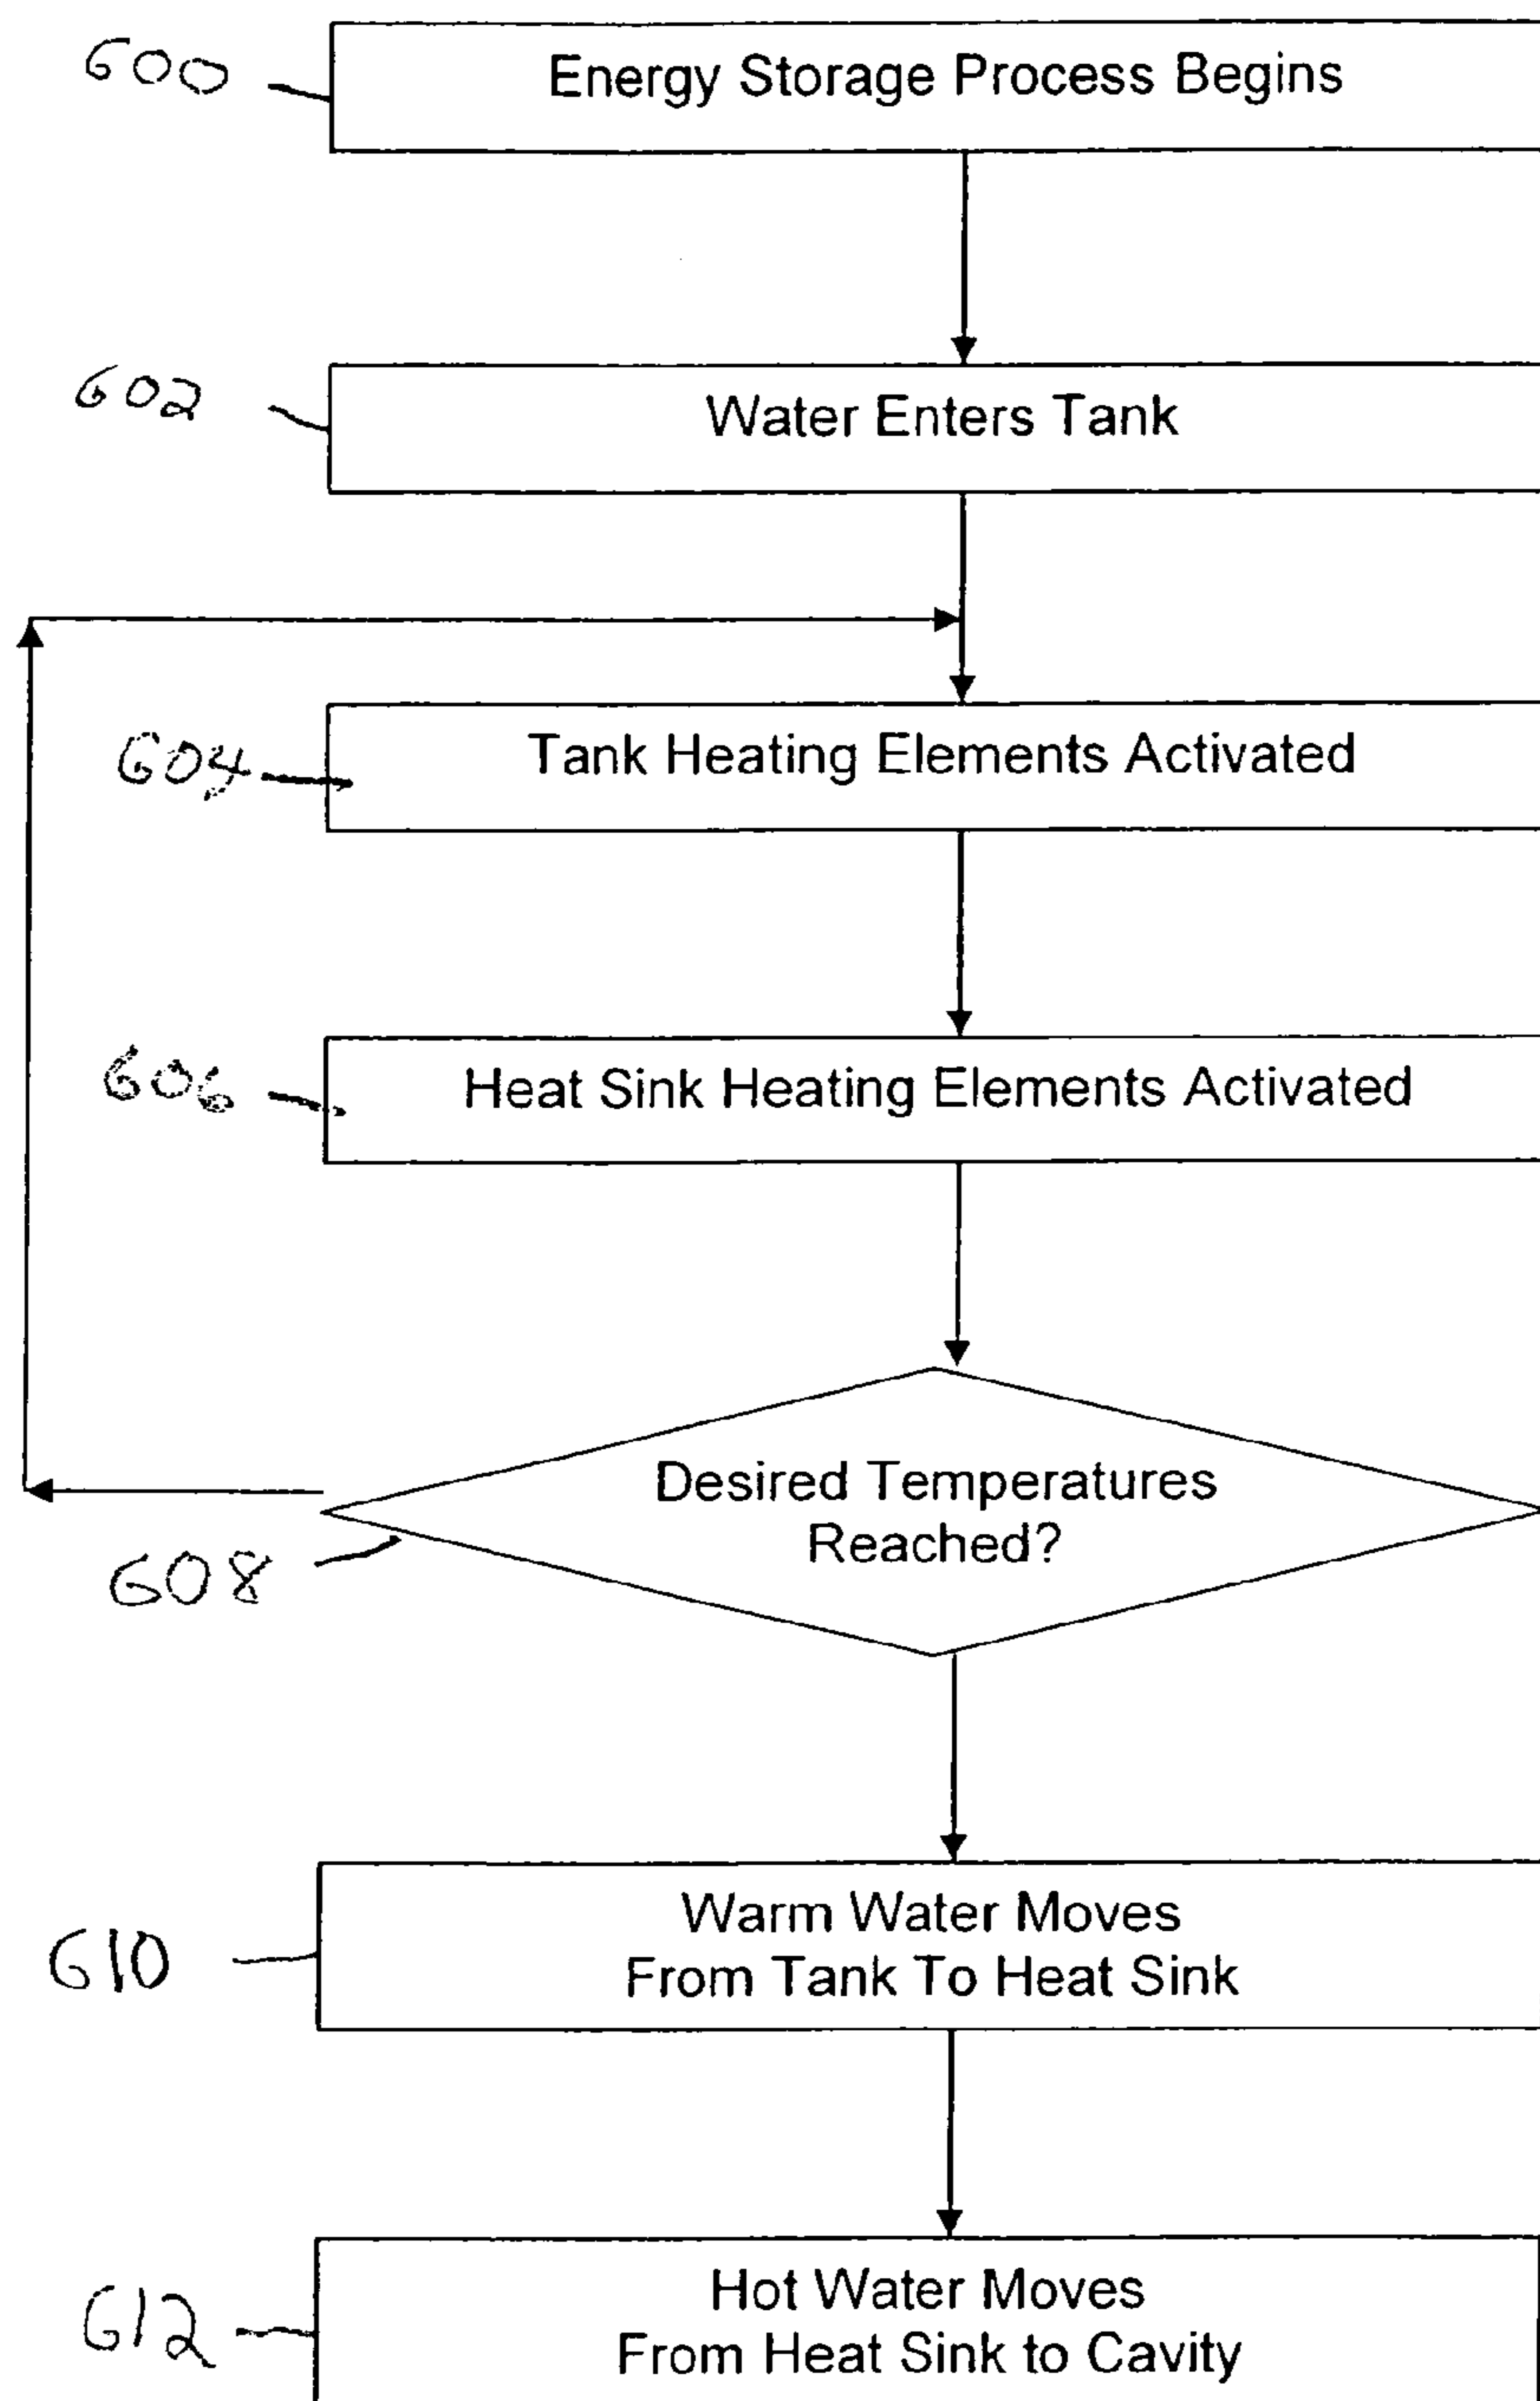 600
Energy Storage Process Begins
602
Water Enters Tank
604
Tank Heating Elements Activated
606
Heat Sink Heating Elements Activated
Desired Temperatures
Reached?
608
Warm Water Moves
From Tank To Heat Sink
610
Hot Water Moves
From Heat Sink to Cavity
612